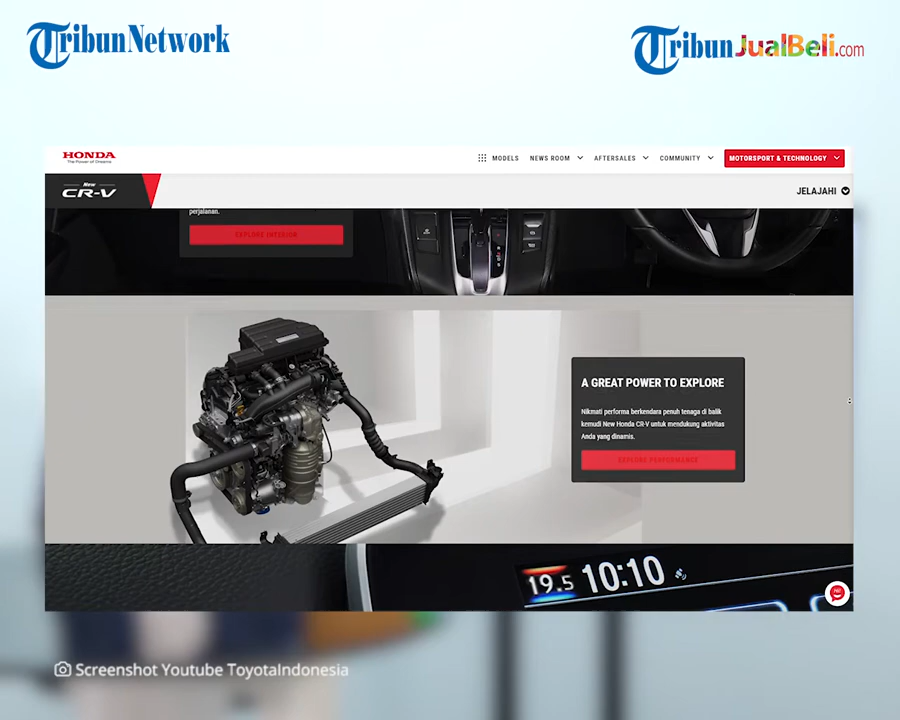 Tribun Network
TribunJualBeli.com
HONDA
The Power of Dreams
MODELS
NEWS ROOM
AFTERSALES
COMMUNITY
MOTORSPORT & TECHNOLOGY
New
CR-V
JELAJAHI
perjalanan.
EXPLORE INTERIOR
A GREAT POWER TO EXPLORE
Nikmati performa berkendara penuh tenaga di balik
kemudi New Honda CR-V untuk mendukung aktivitas
Anda yang dinamis.
EXPLORE PERFORMANCE
19.5 10:10
Screenshot Youtube ToyotaIndonesia